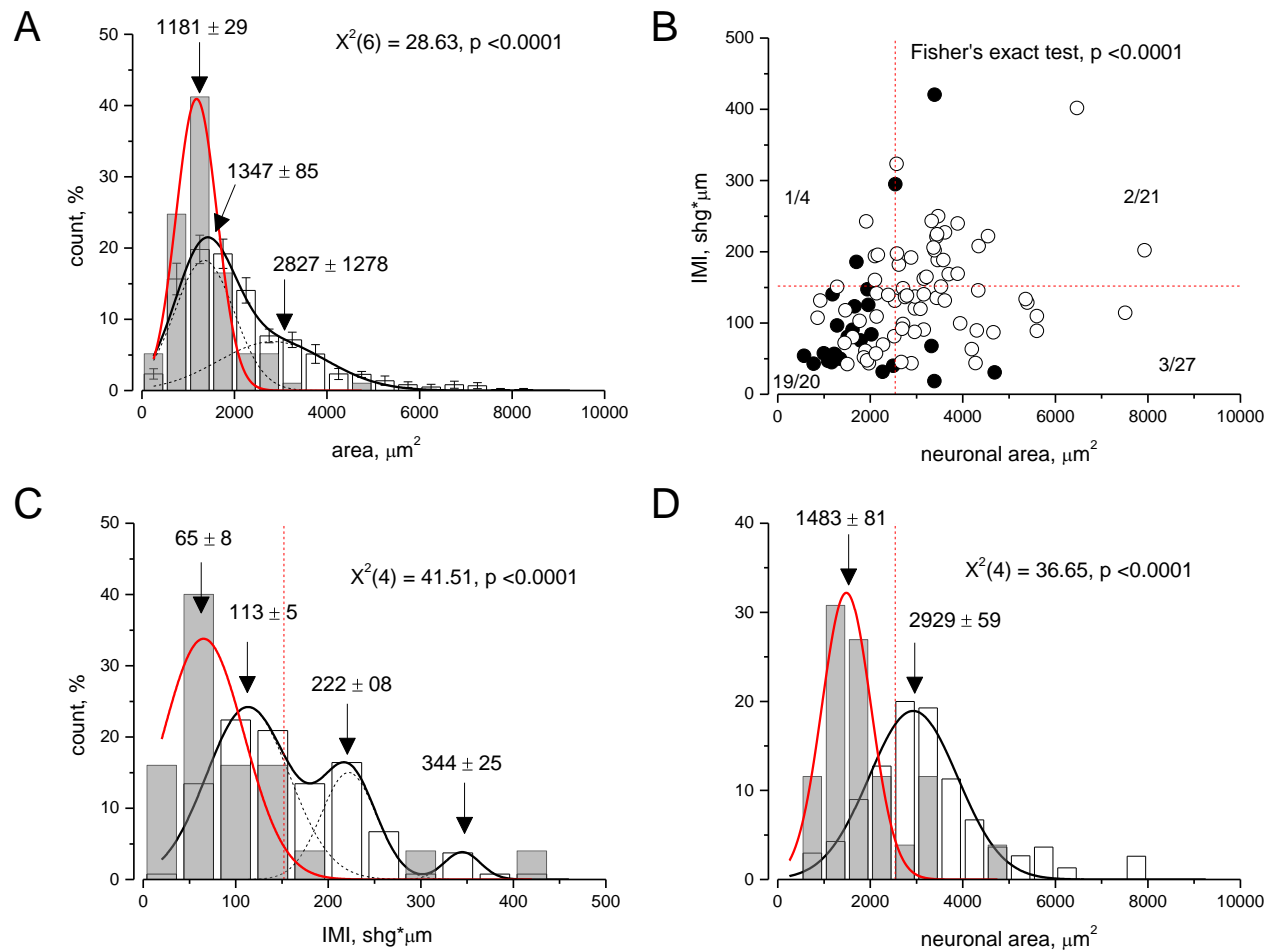 A
1181 ± 29
X²(6) = 28.63, p <0.0001
1347 ± 85
2827 ± 1278
count, %
50
40
30
20
10
0
0 2000 4000 6000 8000 10000
area, μm²
B
Fisher's exact test, p <0.0001
1/4
2/21
19/20
3/27
IMI, shg*μm
500
400
300
200
100
0
0 2000 4000 6000 8000 10000
neuronal area, μm²
C
65 ± 8
X²(4) = 41.51, p <0.0001
113 ± 5
222 ± 08
344 ± 25
count, %
50
40
30
20
10
0
0 100 200 300 400 500
IMI, shg*μm
D
1483 ± 81
X²(4) = 36.65, p <0.0001
2929 ± 59
40
30
20
10
0
0 2000 4000 6000 8000 10000
neuronal area, μm²